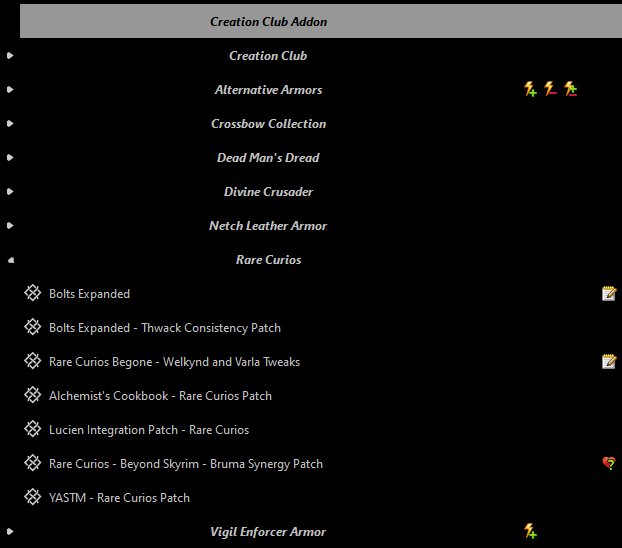 Creation Club Addon
Creation Club
Alternative Armors
Crossbow Collection
Dead Man's Dread
Divine Crusader
Netch Leather Armor
Rare Curios
Bolts Expanded
Bolts Expanded - Thwack Consistency Patch
Rare Curios Begone - Welkynd and Varla Tweaks
Alchemist's Cookbook - Rare Curios Patch
Lucien Integration Patch - Rare Curios
Rare Curios - Beyond Skyrim - Bruma Synergy Patch
YASTM - Rare Curios Patch
Vigil Enforcer Armor